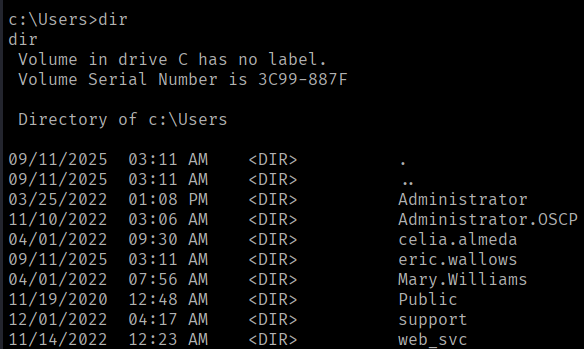 c:\Users>dir
dir
 Volume in drive C has no label.
 Volume Serial Number is 3C99-887F

 Directory of c:\Users

09/11/2025  03:11 AM    <DIR>          .
09/11/2025  03:11 AM    <DIR>          ..
03/25/2022  01:08 PM    <DIR>          Administrator
11/10/2022  03:06 AM    <DIR>          Administrator.OSCP
04/01/2022  09:30 AM    <DIR>          celia.almeda
09/11/2025  03:11 AM    <DIR>          eric.wallows
04/01/2022  07:56 AM    <DIR>          Mary.Williams
11/19/2020  12:48 AM    <DIR>          Public
12/01/2022  04:17 AM    <DIR>          support
11/14/2022  12:23 AM    <DIR>          web_svc